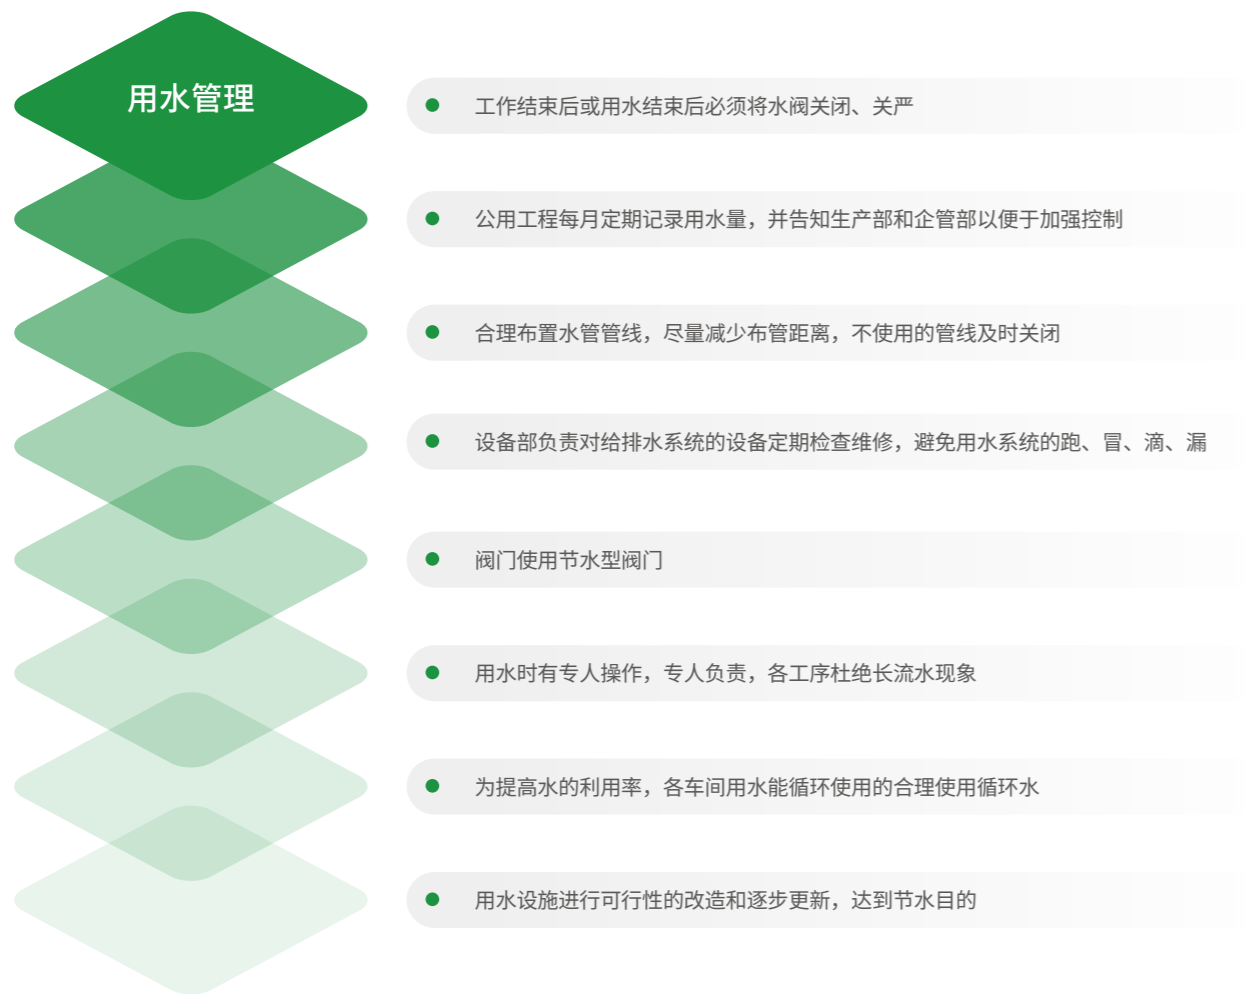 用水管理
工作结束后或用水结束后必须将水阀关闭、关严
公用工程每月定期记录用水量，并告知生产部和企管部以便于加强控制
合理布置水管管线，尽量减少布管距离，不使用的管线及时关闭
设备部负责对给排水系统的设备定期检查维修，避免用水系统的跑、冒、滴、漏
阀门使用节水型阀门
用水时有专人操作，专人负责，各工序杜绝长流水现象
为提高水的利用率，各车间用水能循环使用的合理使用循环水
用水设施进行可行性的改造和逐步更新，达到节水目的